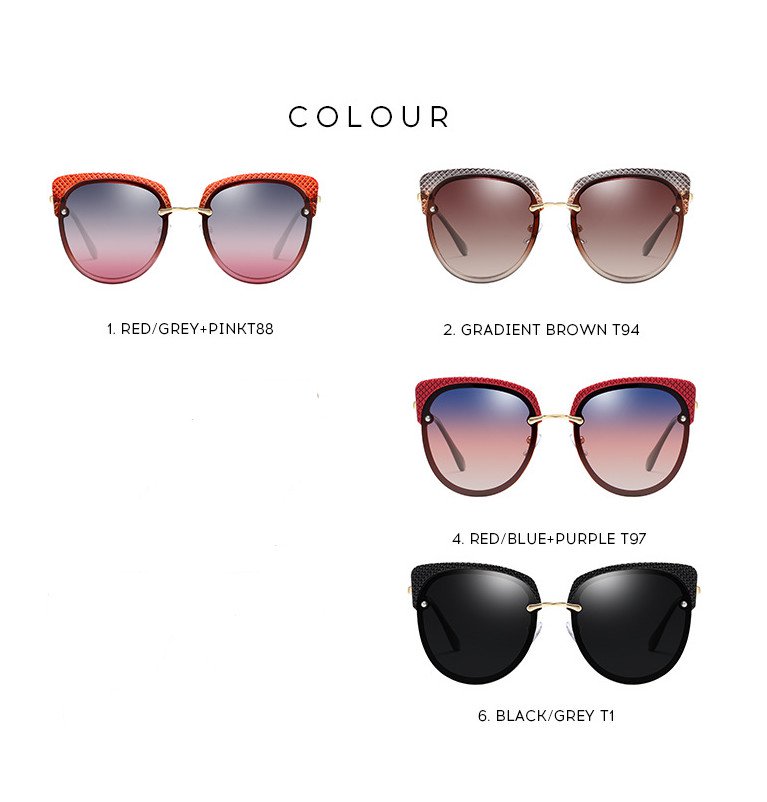 COLOUR
1. RED/GREY+PINKT88
2. GRADIENT BROWN T94
4. RED/BLUE+PURPLE T97
6. BLACK/GREY T1